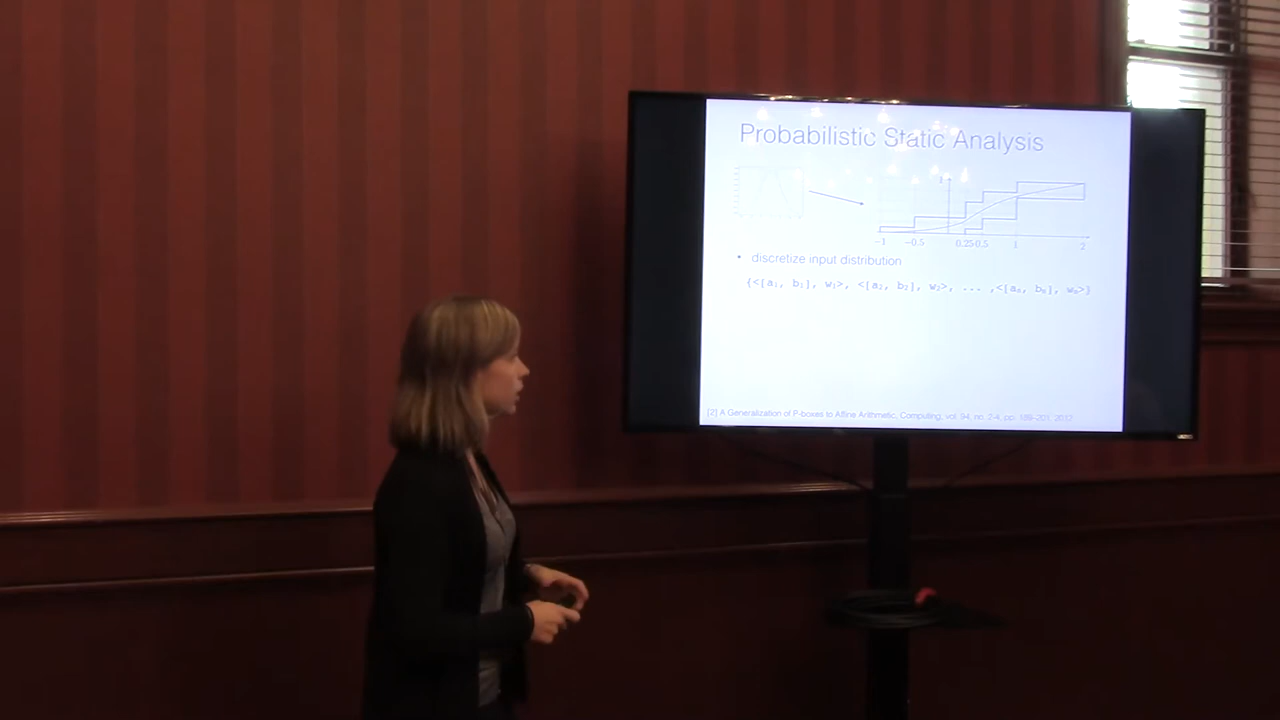 Probabilistic Static Analysis
1
-1 -0.5 0.25 0.5 1 2
• discretize input distribution
{<[a₁, b₁], w₁>, <[a₂, b₂], w₂>, ... ,<[aₙ, bₙ], wₙ>}
[2] A Generalization of P-boxes to Affine Arithmetic, Computing, vol. 94, no. 2-4, pp. 189–201, 2012